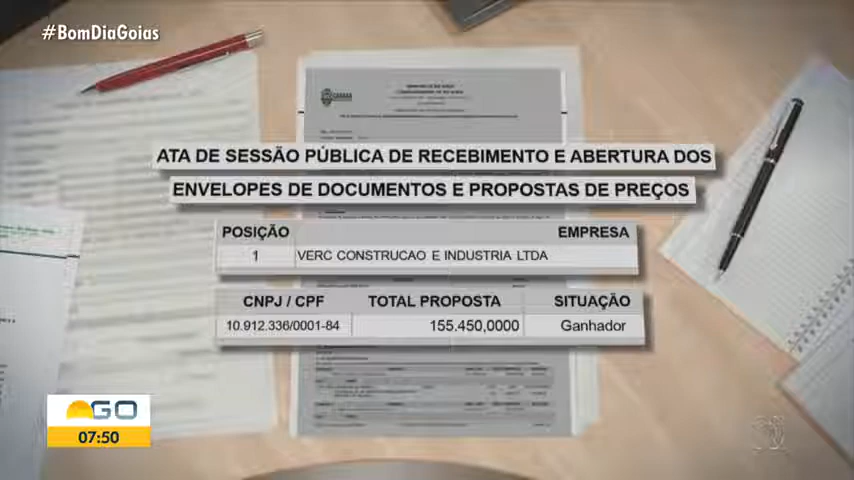 #BomDiaGoias
ATA DE SESSÃO PÚBLICA DE RECEBIMENTO E ABERTURA DOS
ENVELOPES DE DOCUMENTOS E PROPOSTAS DE PREÇOS
POSIÇÃO EMPRESA
1 VERC CONSTRUCAO E INDUSTRIA LTDA
CNPJ / CPF TOTAL PROPOSTA SITUAÇÃO
10.912.336/0001-84 155.450,0000 Ganhador
GO
07:50